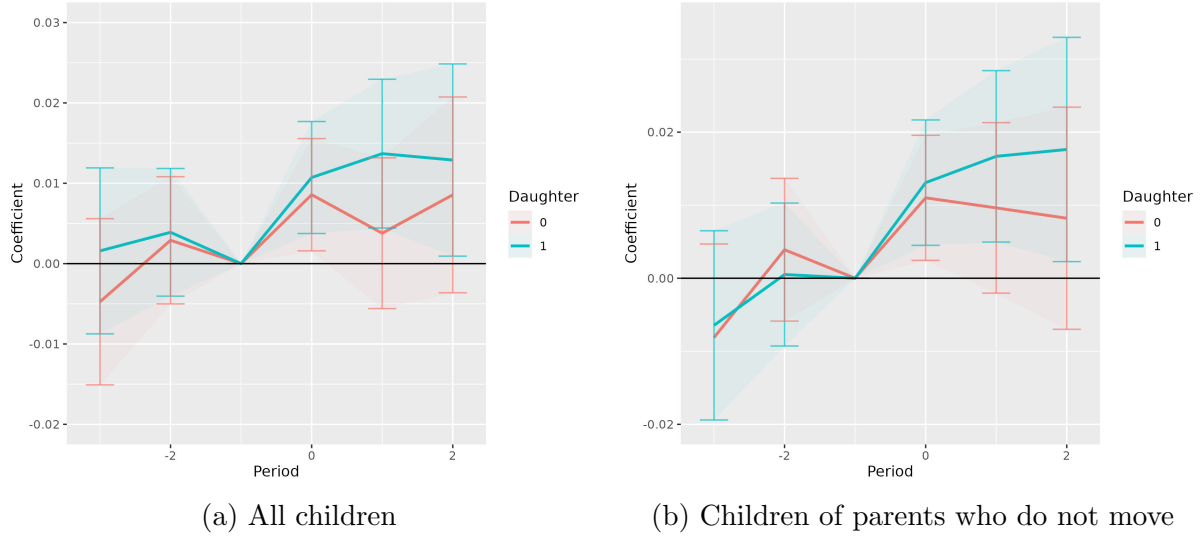 0.03
0.02
0.01
0.00
-0.01
-0.02
Coefficient
-2
0
2
Period
Daughter
0
1
(a) All children
0.02
0.00
-0.02
Coefficient
-2
0
2
Period
Daughter
0
1
(b) Children of parents who do not move